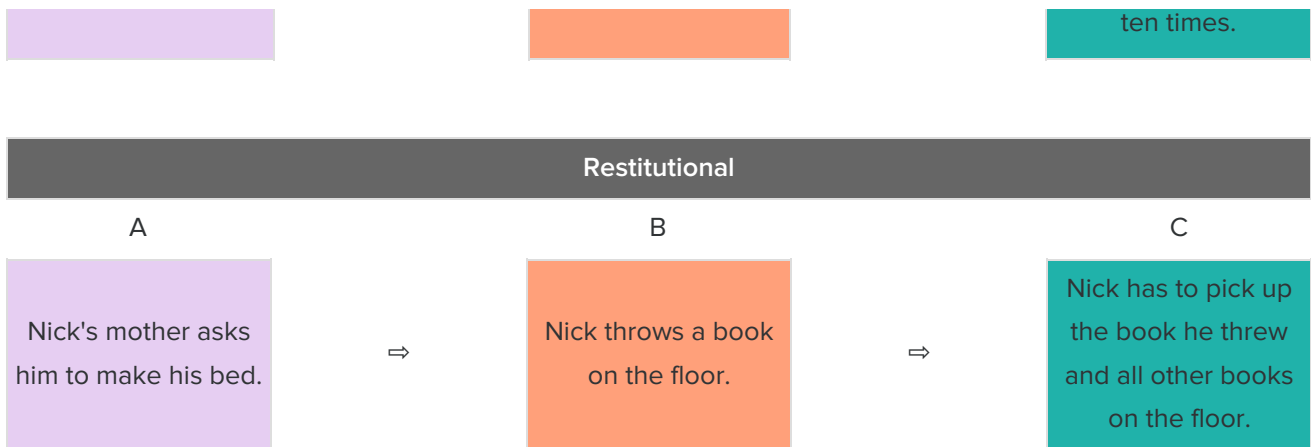 ten times.
Restitutional
A
B
C
Nick's mother asks
him to make his bed.
⇨
Nick throws a book
on the floor.
⇨
Nick has to pick up
the book he threw
and all other books
on the floor.